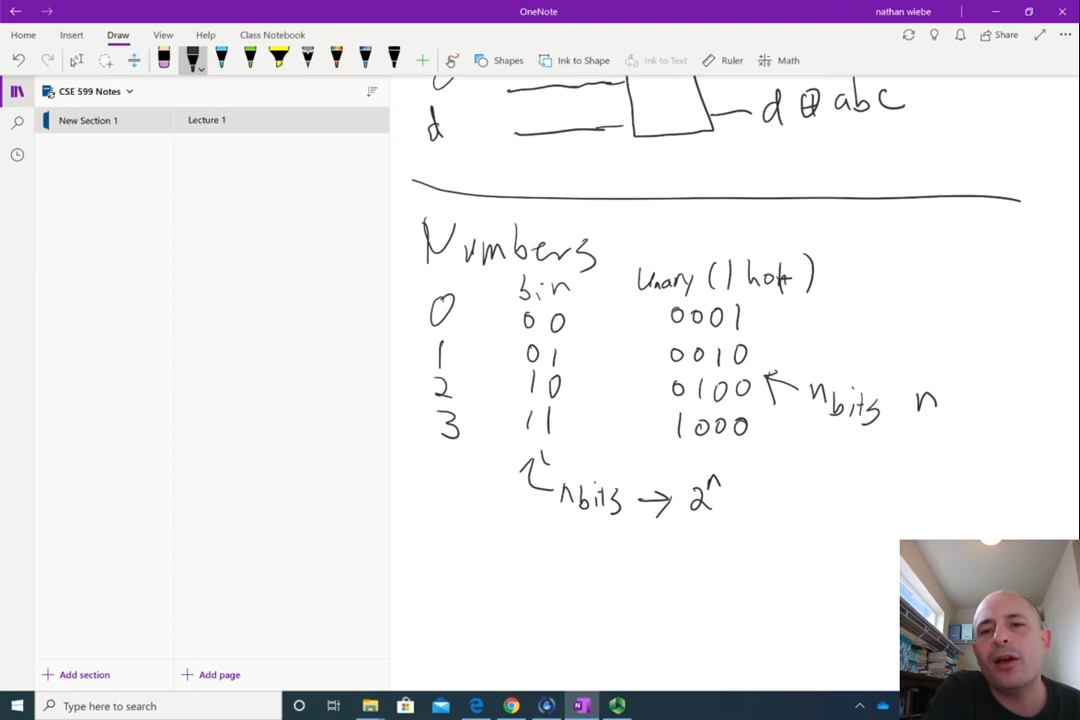 OneNote
nathan wiebe
Home Insert Draw View Help Class Notebook
Share
Shapes Ink to Shape Ink to Text Ruler Math
CSE 599 Notes
New Section 1
Lecture 1
d ⊕ abc
d
Numbers
bin unary (1 hot)
0 00 0001
1 01 0010
2 10 0100 ← n bits n
3 11 1000
n bits → 2^n
+ Add section + Add page
Type here to search